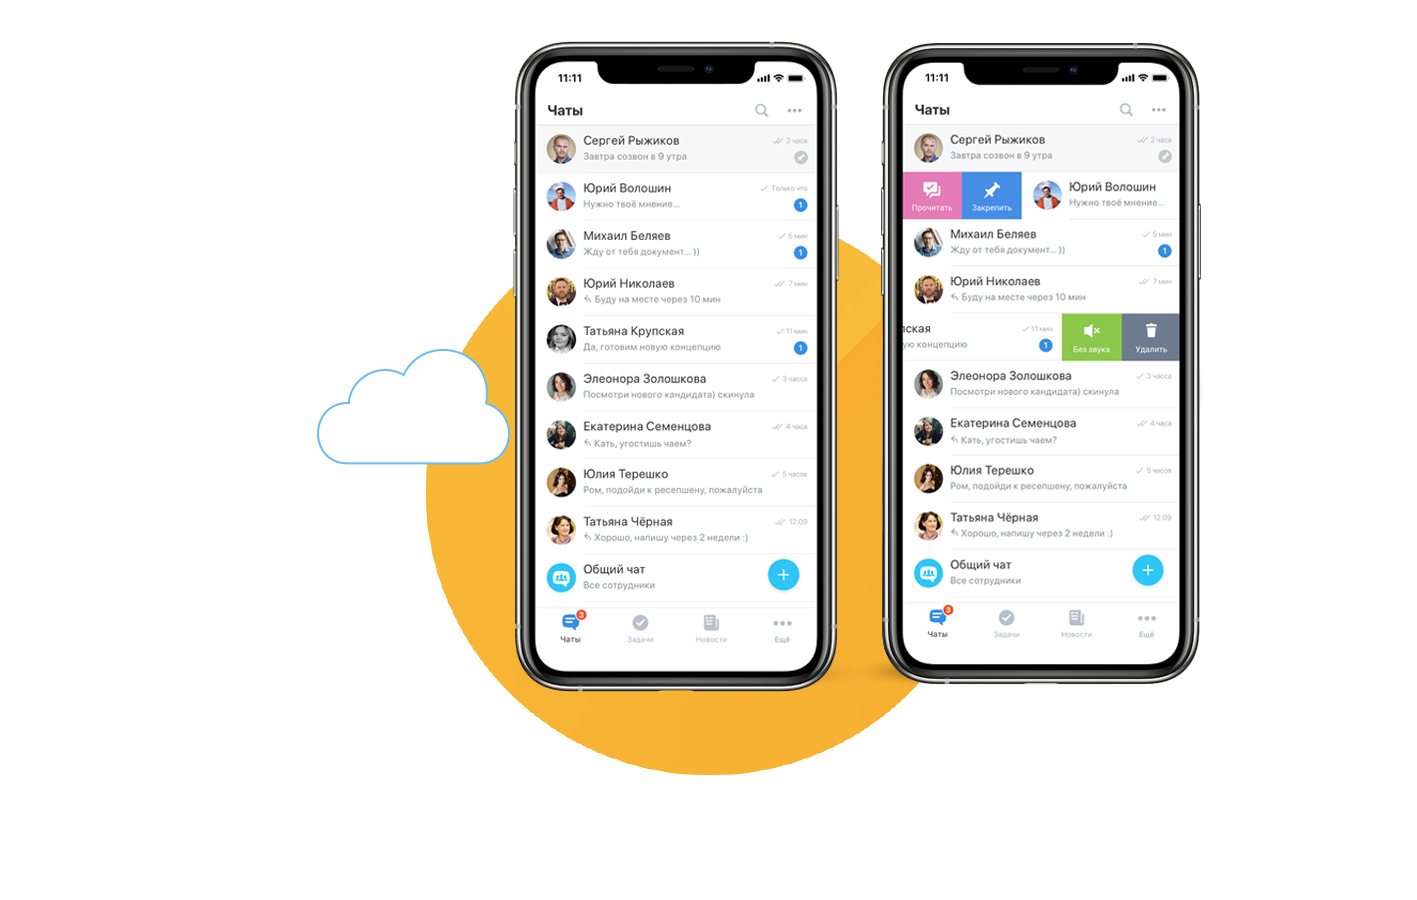 11:11
Чаты
Сергей Рыжиков
2 часа
Завтра созвон в 9 утра
Юрий Волошин
Только что
Нужно твоё мнение...
1
Михаил Беляев
5 мин
Жду от тебя документ... ))
1
Юрий Николаев
7 мин
Буду на месте через 10 мин
Татьяна Крупская
11 мин
Да, готовим новую концепцию
1
Элеонора Золошкова
3 часса
Посмотри нового кандидата) скинула
Екатерина Семенцова
4 часа
Кать, угостишь чаем?
Юлия Терешко
5 часов
Ром, подойди к ресепшену, пожалуйста
Татьяна Чёрная
12.09
Хорошо, напишу через 2 недели :)
Общий чат
Все сотрудники
3
Чаты
Задачи
Новости
Ещё
11:11
Чаты
Сергей Рыжиков
2 часа
Завтра созвон в 9 утра
Прочитать
Закрепить
Юрий Волошин
Нужно твоё мнение...
Михаил Беляев
5 мин
Жду от тебя документ... ))
1
Юрий Николаев
7 мин
Буду на месте через 10 мин
пская
11 мин
ую концепцию
1
Без звука
Удалить
Элеонора Золошкова
3 часса
Посмотри нового кандидата) скинула
Екатерина Семенцова
4 часа
Кать, угостишь чаем?
Юлия Терешко
5 часов
Ром, подойди к ресепшену, пожалуйста
Татьяна Чёрная
12.09
Хорошо, напишу через 2 недели :)
Общий чат
Все сотрудники
3
Чаты
Задачи
Новости
Ещё